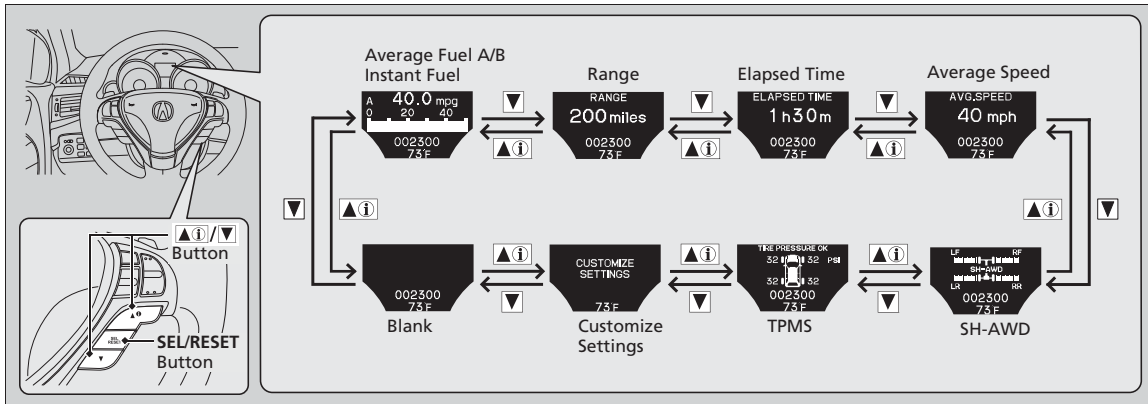 Average Fuel A/B
Instant Fuel
Range
Elapsed Time
Average Speed
A 40.0 mpg
0 20 40
002300
73°F
▼
▲ⓘ
RANGE
200 miles
002300
73°F
▼
▲ⓘ
ELAPSED TIME
1h30m
002300
73°F
▼
▲ⓘ
AVG.SPEED
40 mph
002300
73°F
▼
▲ⓘ
▲ⓘ
▼
▲ⓘ/▼
Button
▲ⓘ
SEL
RESET
▼
SEL/RESET
Button
002300
73°F
Blank
▲ⓘ
▼
CUSTOMIZE
SETTINGS
73°F
Customize
Settings
▲ⓘ
▼
TIRE PRESSURE OK
32 32 PSI
32 32
002300
73°F
TPMS
▲ⓘ
▼
LF RF
SH-AWD
LR RR
002300
73°F
SH-AWD